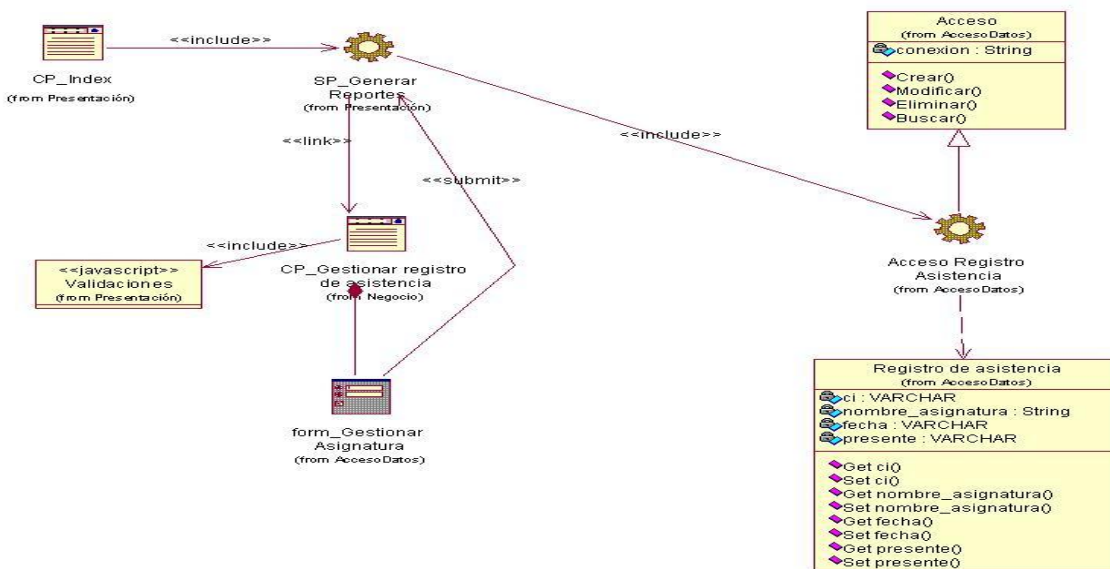 <<include>>
CP_Index
(from Presentación)
SP_Generar
Reportes
(from Presentación)
<<link>>
<<submit>>
<<include>>
<<include>>
CP_Gestionar registro
de asistencia
(from Negocio)
<<javascript>>
Validaciones
(from Presentación)
form_Gestionar
Asignatura
(from AccesoDatos)
Acceso
(from AccesoDatos)
conexion : String
Crear()
Modificar()
Eliminar()
Buscar()
Acceso Registro
Asistencia
(from AccesoDatos)
Registro de asistencia
(from AccesoDatos)
ci : VARCHAR
nombre_asignatura : String
fecha : VARCHAR
presente : VARCHAR
Get ci()
Set ci()
Get nombre_asignatura()
Set nombre_asignatura()
Get fecha()
Set fecha()
Get presente()
Set presente()